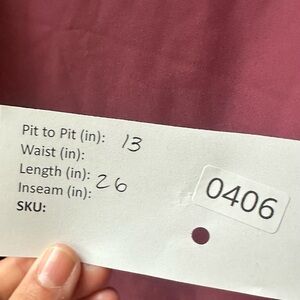 Pit to Pit (in): 13
Waist (in):
Length (in): 26
Inseam (in):
SKU:
0406